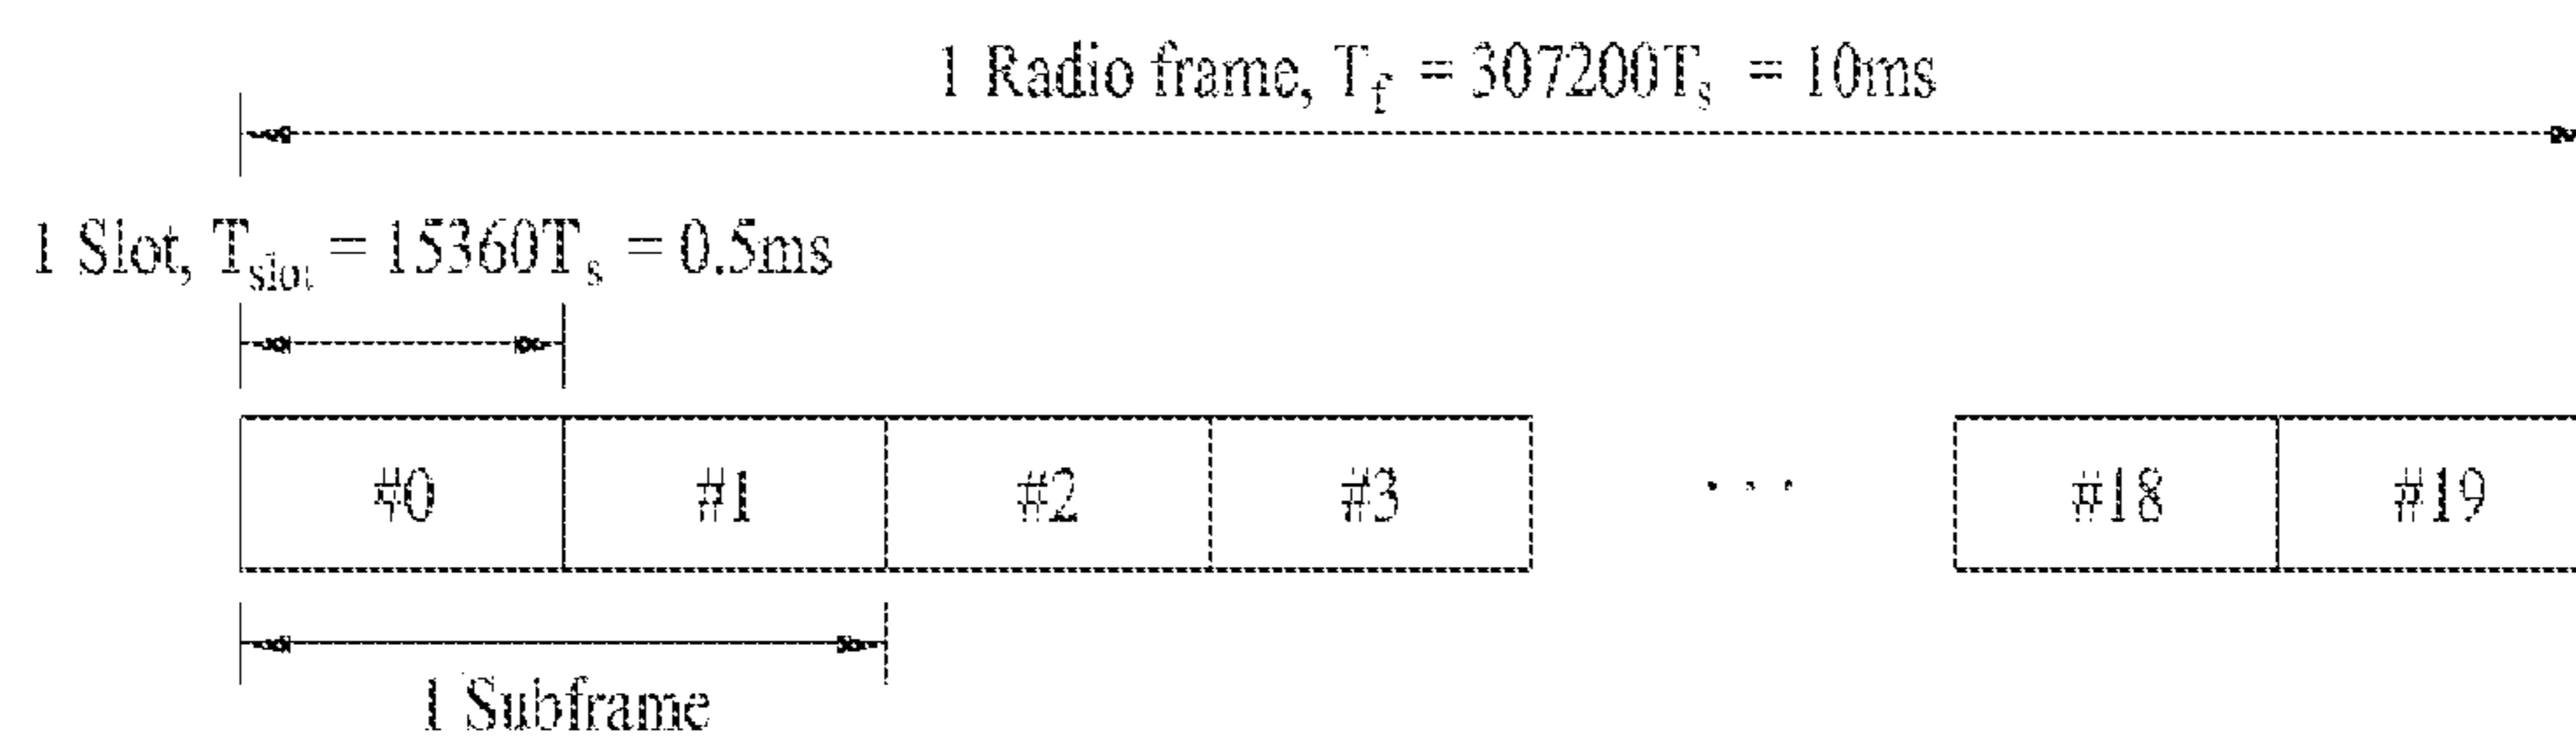 1 Radio frame, T_f = 307200T_s = 10ms
1 Slot, T_slot = 15360T_s = 0.5ms
#0 #1 #2 #3 · · · #18 #19
1 Subframe